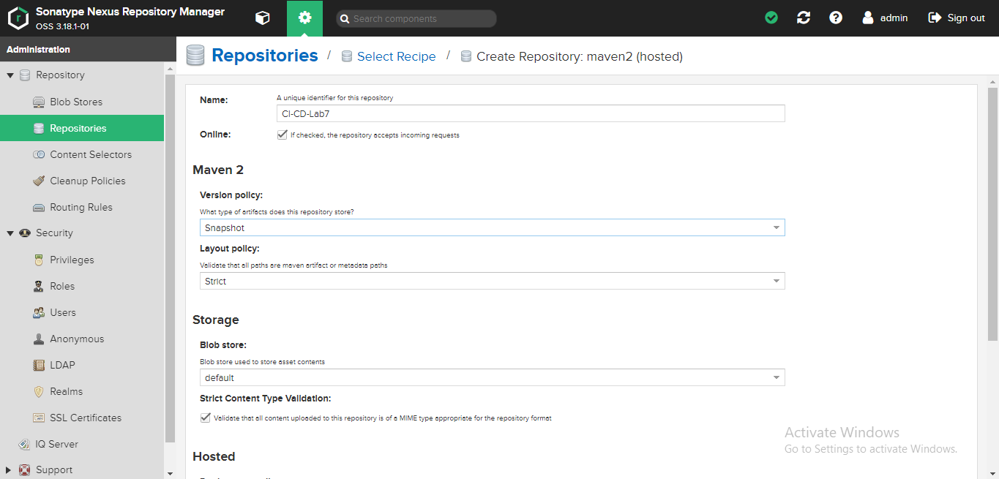 Sonatype Nexus Repository Manager
OSS 3.18.1-01
Search components
admin
Sign out
Administration
Repository
Blob Stores
Repositories
Content Selectors
Cleanup Policies
Routing Rules
Security
Privileges
Roles
Users
Anonymous
LDAP
Realms
SSL Certificates
IQ Server
Support
Repositories / Select Recipe / Create Repository: maven2 (hosted)
Name:
A unique identifier for this repository
CI-CD-Lab7
Online:
If checked, the repository accepts incoming requests
Maven 2
Version policy:
What type of artifacts does this repository store?
Snapshot
Layout policy:
Validate that all paths are maven artifact or metadata paths
Strict
Storage
Blob store:
Blob store used to store asset contents
default
Strict Content Type Validation:
Validate that all content uploaded to this repository is of a MIME type appropriate for the repository format
Hosted
Activate Windows
Go to Settings to activate Windows.